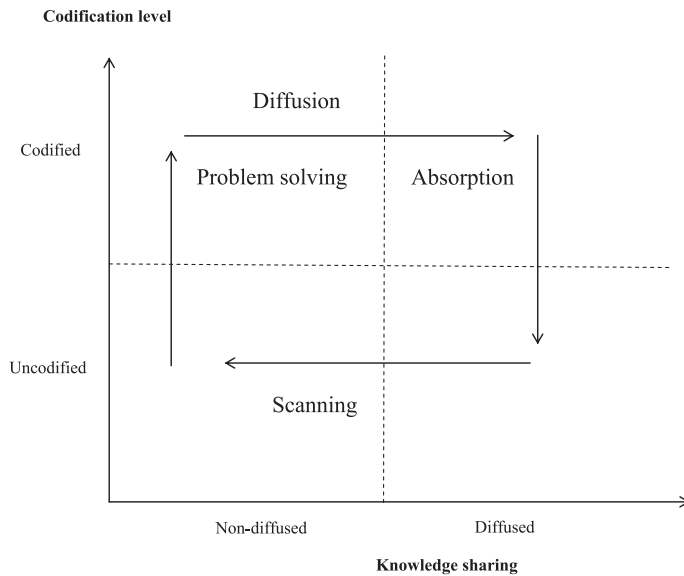 Codification level
Diffusion
Codified
Problem solving
Absorption
Uncodified
Scanning
Non-diffused
Diffused
Knowledge sharing